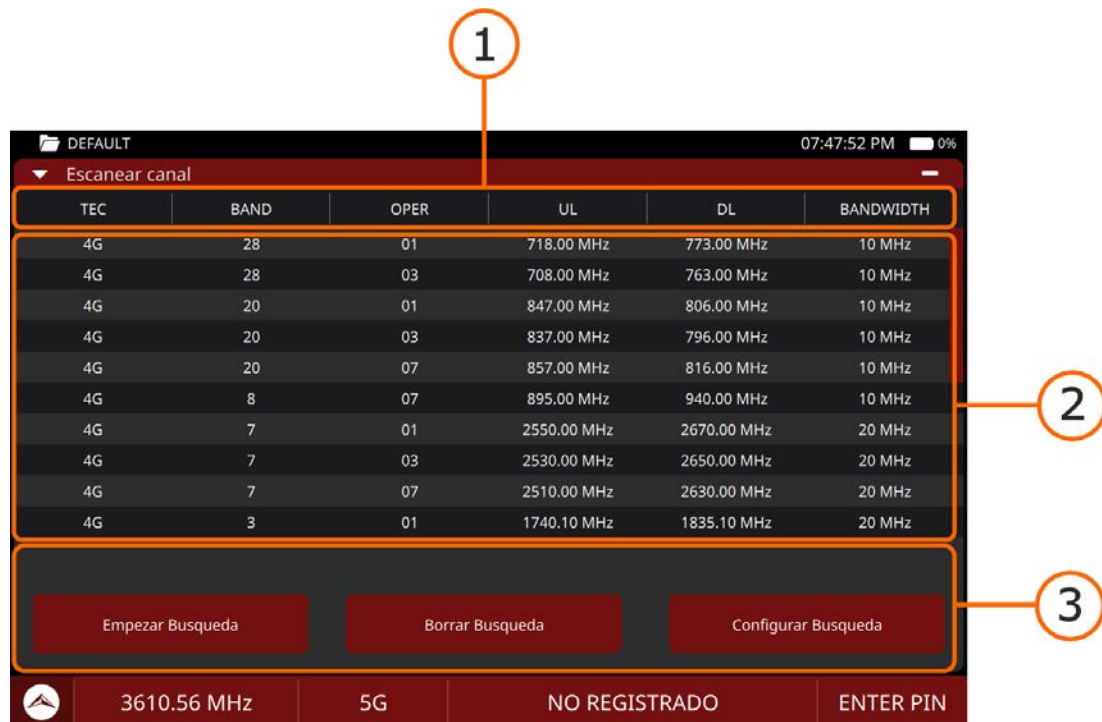 1
DEFAULT 07:47:52 PM 0%
Escanear canal
TEC BAND OPER UL DL BANDWIDTH
4G 28 01 718.00 MHz 773.00 MHz 10 MHz
4G 28 03 708.00 MHz 763.00 MHz 10 MHz
4G 20 01 847.00 MHz 806.00 MHz 10 MHz
4G 20 03 837.00 MHz 796.00 MHz 10 MHz
4G 20 07 857.00 MHz 816.00 MHz 10 MHz
4G 8 07 895.00 MHz 940.00 MHz 10 MHz
2
4G 7 01 2550.00 MHz 2670.00 MHz 20 MHz
4G 7 03 2530.00 MHz 2650.00 MHz 20 MHz
4G 7 07 2510.00 MHz 2630.00 MHz 20 MHz
4G 3 01 1740.10 MHz 1835.10 MHz 20 MHz
3
Empezar Busqueda Borrar Busqueda Configurar Busqueda
3610.56 MHz 5G NO REGISTRADO ENTER PIN